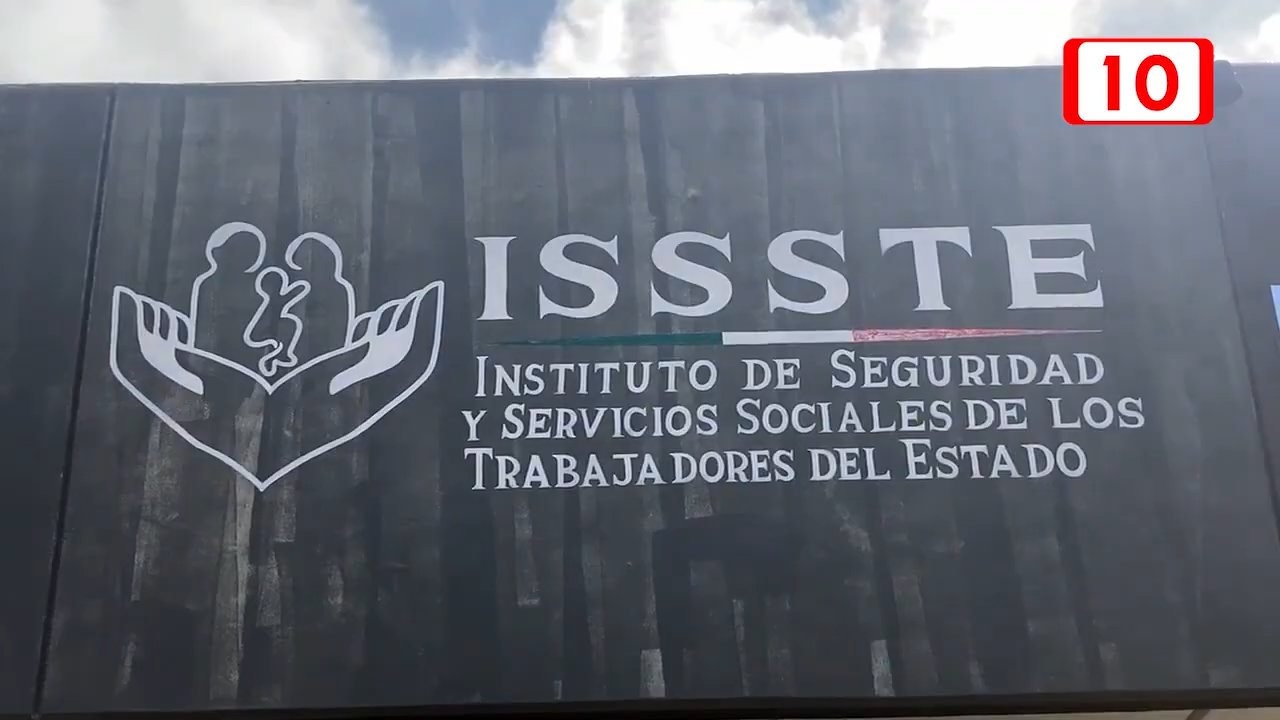 10
ISSSTE
INSTITUTO DE SEGURIDAD
Y SERVICIOS SOCIALES DE LOS
TRABAJADORES DEL ESTADO